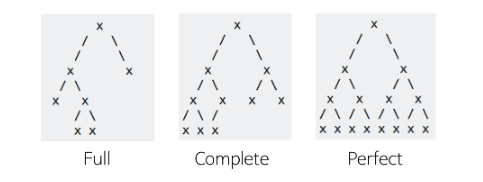 x
/ \
/ \
x x
/ \
x x
/ \
x x
Full
x
/ \
/ \
x x
/ \ / \
x x x x
/ \ /
x x x
Complete
x
/ \
/ \
x x
/ \ / \
x x x x
/ \ / \ / \ / \
x x x x x x x x
Perfect